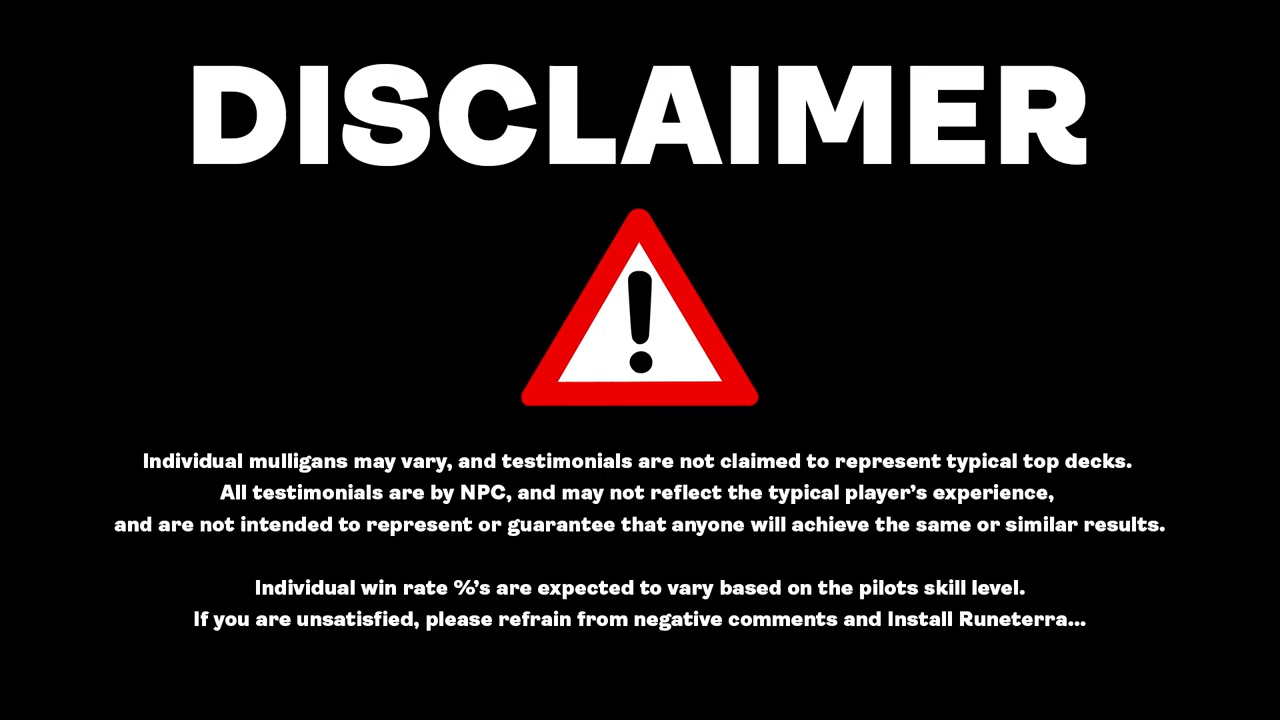 DISCLAIMER
Individual mulligans may vary, and testimonials are not claimed to represent typical top decks.
All testimonials are by NPC, and may not reflect the typical player's experience,
and are not intended to represent or guarantee that anyone will achieve the same or similar results.
Individual win rate %'s are expected to vary based on the pilots skill level.
If you are unsatisfied, please refrain from negative comments and Install Runeterra...